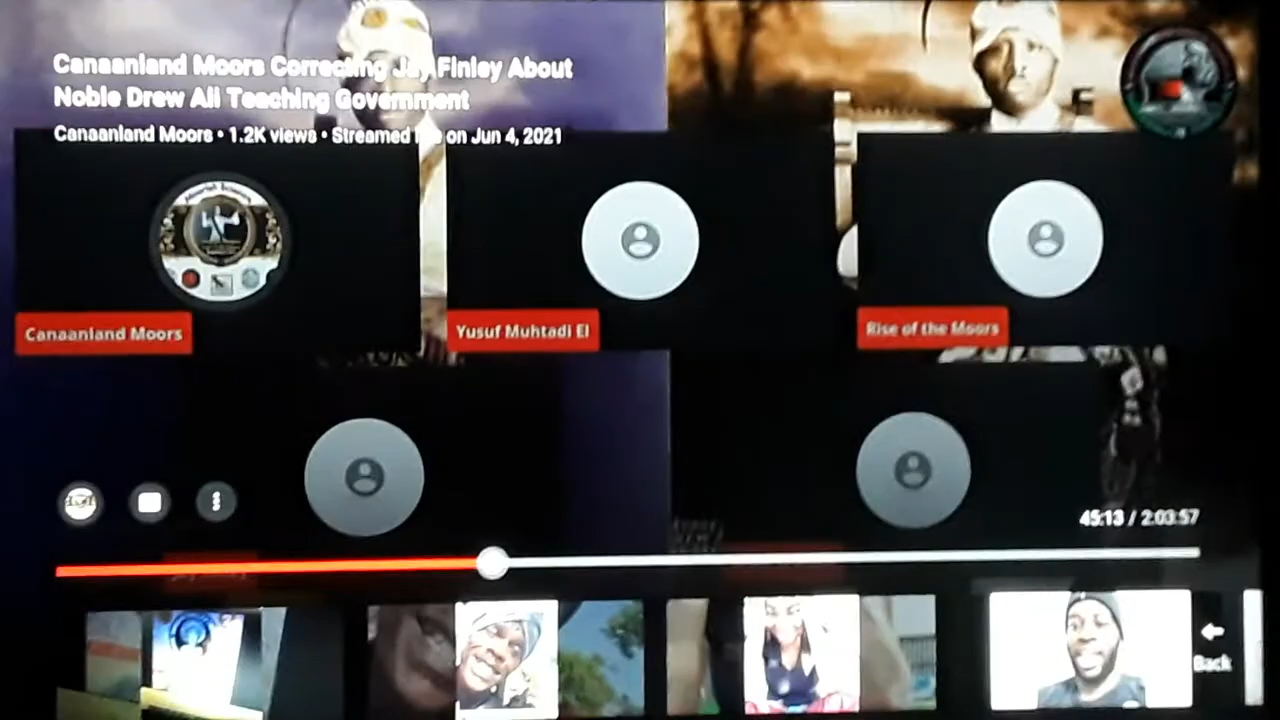 Canaanland Moors Correcting Jay Finley About
Noble Drew Ali Teaching Government
Canaanland Moors • 1.2K views • Streamed live on Jun 4, 2021
Canaanland Moors
Yusuf Muhtadi El
Rise of the Moors
45:13 / 2:03:57
Back